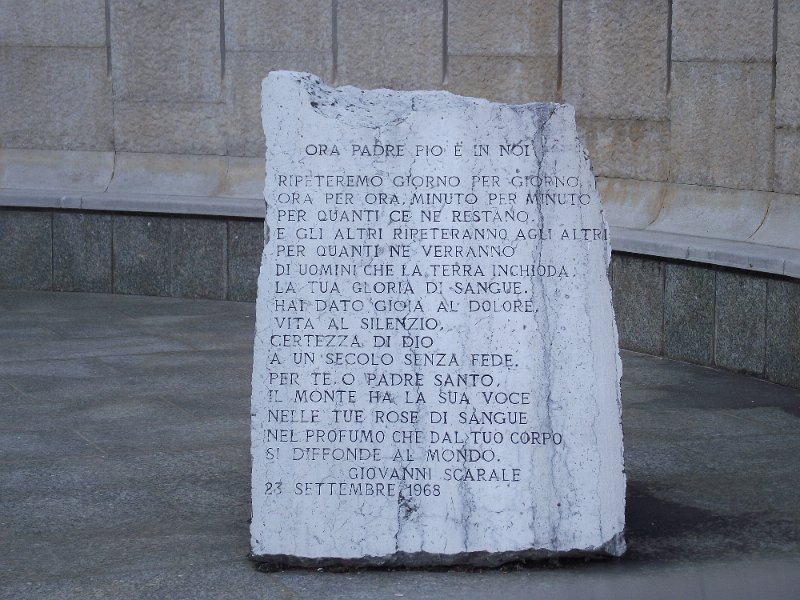 ORA PADRE PIO È IN NOI
RIPETEREMO GIORNO PER GIORNO,
ORA PER ORA, MINUTO PER MINUTO
PER QUANTI CE NE RESTANO.
E GLI ALTRI RIPETERANNO AGLI ALTRI
PER QUANTI NE VERRANNO
DI UOMINI CHE LA TERRA INCHIODA:
LA TUA GLORIA DI SANGUE.
HAI DATO GIOIA AL DOLORE,
VITA AL SILENZIO,
CERTEZZA DI DIO
A UN SECOLO SENZA FEDE.
PER TE, O PADRE SANTO,
IL MONTE HA LA SUA VOCE
NELLE TUE ROSE DI SANGUE
NEL PROFUMO CHE DAL TUO CORPO
SI DIFFONDE AL MONDO.
GIOVANNI SCARALE
23 SETTEMBRE 1968